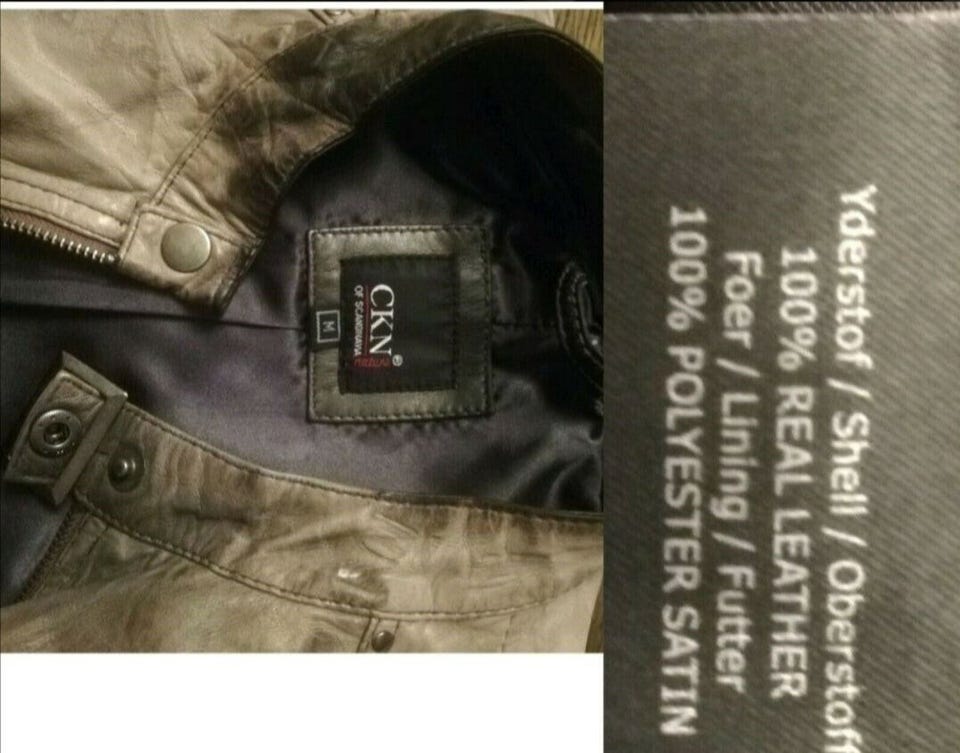 CKN®
OF SCANDINAVIA
M
Yderstof / Shell / Oberstoff
100% REAL LEATHER
Foer / Lining / Futter
100% POLYESTER SATIN